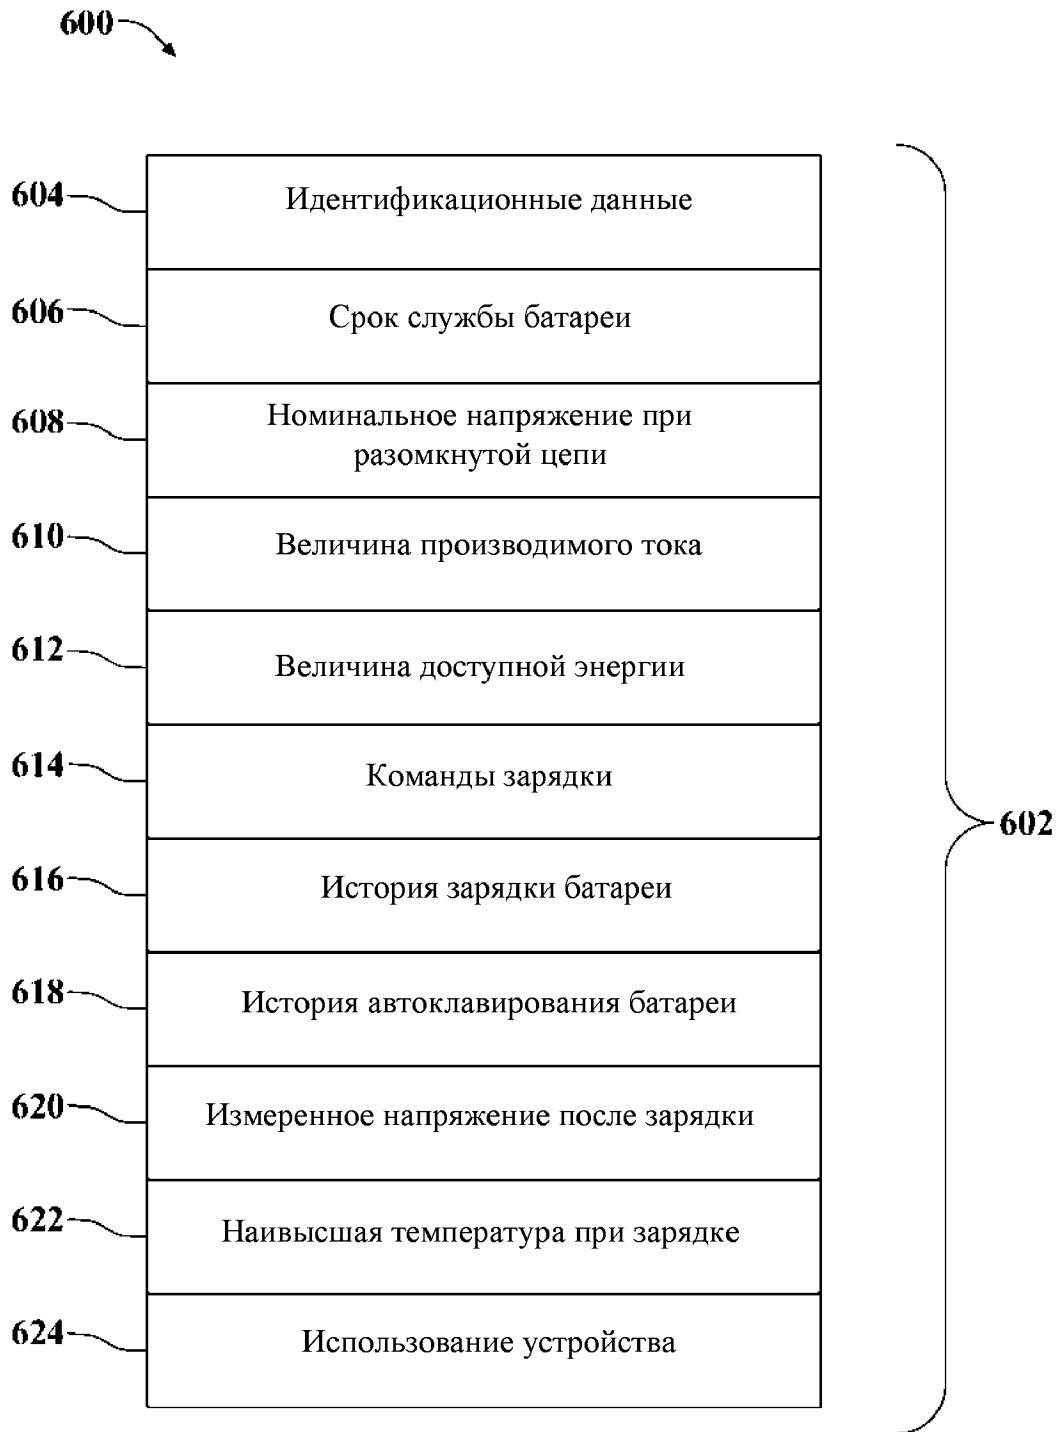 600
604
Идентификационные данные
606
Срок службы батареи
608
Номинальное напряжение при
разомкнутой цепи
610
Величина производимого тока
612
Величина доступной энергии
614
Команды зарядки
602
616
История зарядки батареи
618
История автоклавирования батареи
620
Измеренное напряжение после зарядки
622
Наивысшая температура при зарядке
624
Использование устройства